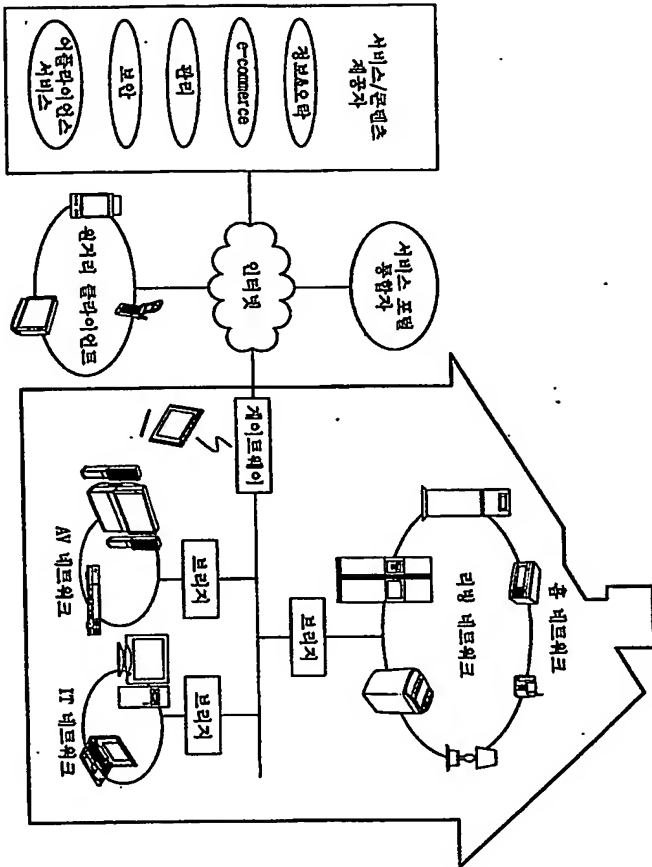 홈 네트워크
리빙 네트워크
브리지
게이트웨이
브리지
브리지
AV 네트워크
IT 네트워크
서비스 포털
통합자
인터넷
원거리 클라이언트
서비스/콘텐츠
제공자
정보&오락
e-commerce
관리
보안
어플라이언스
서비스